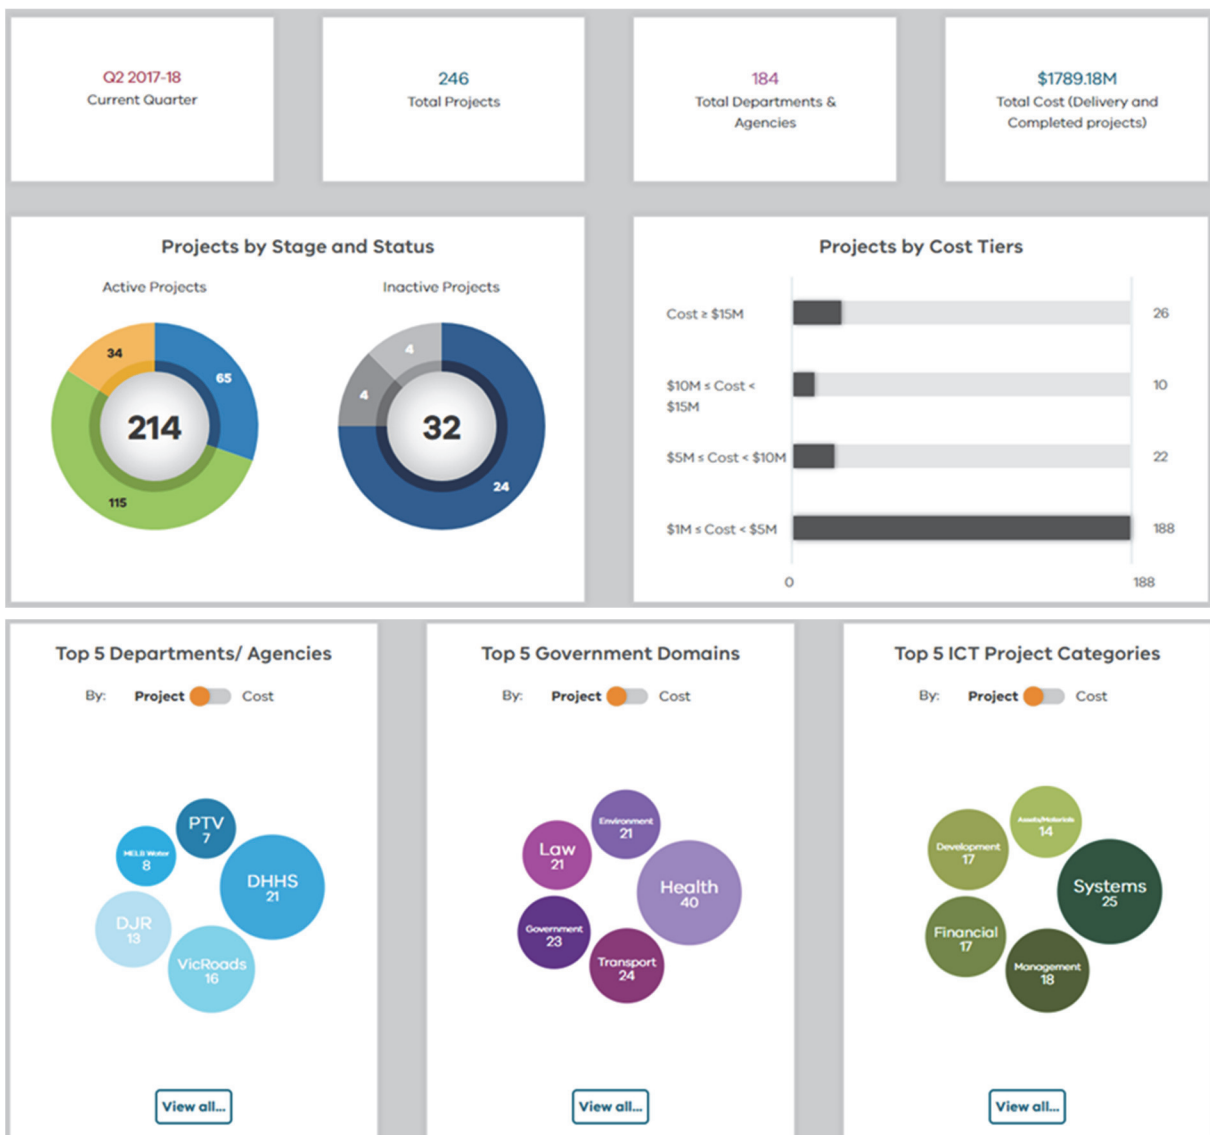 Q2 2017-18
Current Quarter
246
Total Projects
184
Total Departments &
Agencies
$1789.18M
Total Cost (Delivery and
Completed projects)
Projects by Stage and Status
Active Projects
Inactive Projects
34
65
115
214
4
4
24
32
Projects by Cost Tiers
Cost ≥ $15M
26
$10M ≤ Cost <
$15M
10
$5M ≤ Cost < $10M
22
$1M ≤ Cost < $5M
188
0
188
Top 5 Departments/ Agencies
By: Project Cost
PTV
7
MELB Water
8
DHHS
21
DJR
13
VicRoads
16
View all...
Top 5 Government Domains
By: Project Cost
Environment
21
Law
21
Health
40
Government
23
Transport
24
View all...
Top 5 ICT Project Categories
By: Project Cost
Assets/Materials
14
Development
17
Systems
25
Financial
17
Management
18
View all...